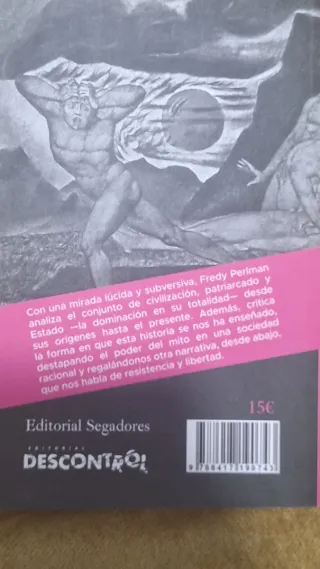 Con una mirada lúcida y subversiva, Fredy Perlman
analiza el conjunto de civilización, patriarcado y
Estado —la dominación en su totalidad— desde
sus orígenes hasta el presente. Además, critica
la forma en que esta historia se nos ha enseñado,
destapando el poder del mito en una sociedad
racional y regalándonos otra narrativa, desde abajo,
que nos habla de resistencia y libertad.
15€
Editorial Segadores
EDITORIAL
DESCONTROL
9788417198743